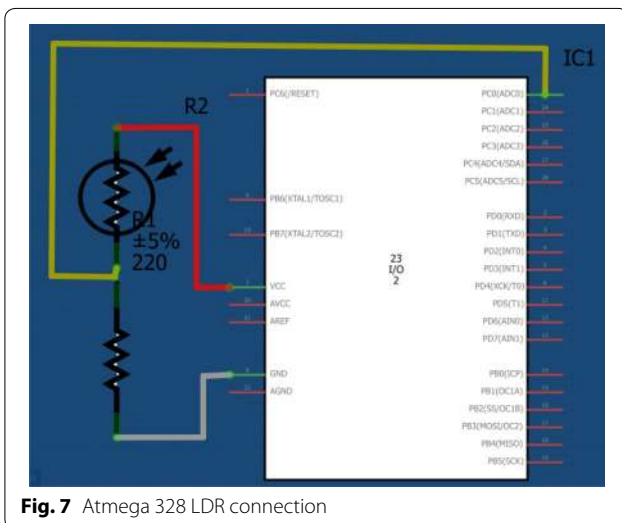 IC1
R2
R1
±5%
220
PC6(/RESET)
PB6(XTAL1/TOSC1)
PB7(XTAL2/TOSC2)
VCC
AVCC
AREF
GND
AGND
23
I/O
2
PC0(ADC0)
PC1(ADC1)
PC2(ADC2)
PC3(ADC3)
PC4(ADC4/SDA)
PC5(ADC5/SCL)
PD0(RXD)
PD1(TXD)
PD2(INT0)
PD3(INT1)
PD4(XCK/T0)
PD5(T1)
PD6(AIN0)
PD7(AIN1)
PB0(ICP)
PB1(OC1A)
PB2(SS/OC1B)
PB3(MOSI/OC2)
PB4(MISO)
PB5(SCK)
Fig. 7 Atmega 328 LDR connection